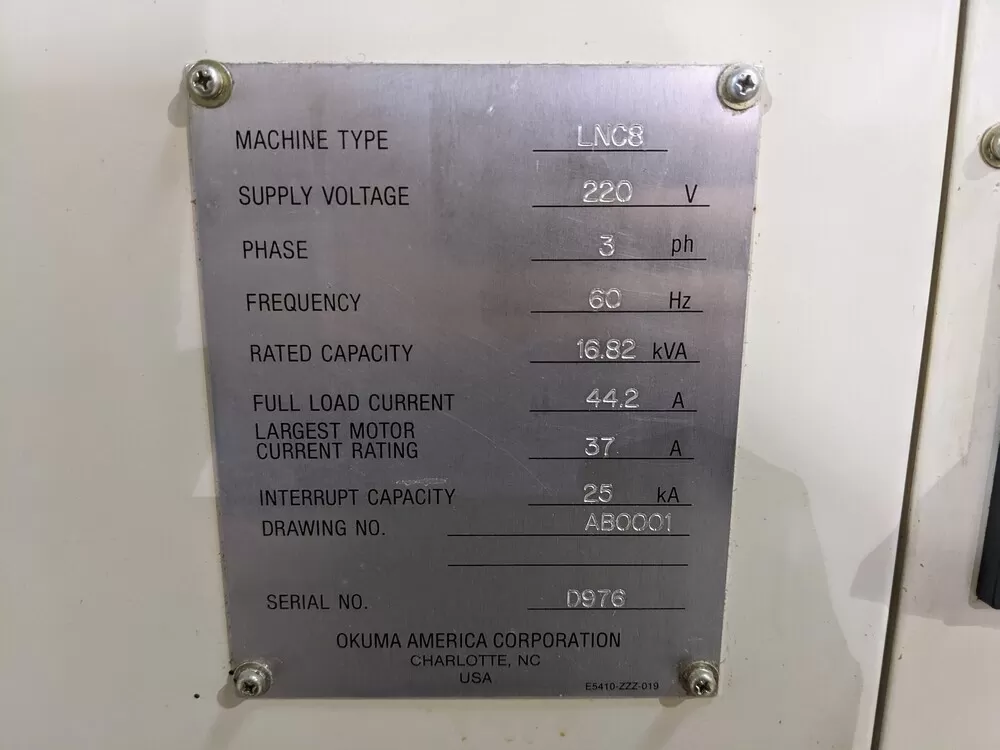 MACHINE TYPE LNC8
SUPPLY VOLTAGE 220 V
PHASE 3 ph
FREQUENCY 60 Hz
RATED CAPACITY 16.82 kVA
FULL LOAD CURRENT 44.2 A
LARGEST MOTOR
CURRENT RATING 37 A
INTERRUPT CAPACITY 25 kA
DRAWING NO. AB0001
SERIAL NO. D976
OKUMA AMERICA CORPORATION
CHARLOTTE, NC
USA
E5410-ZZZ-019